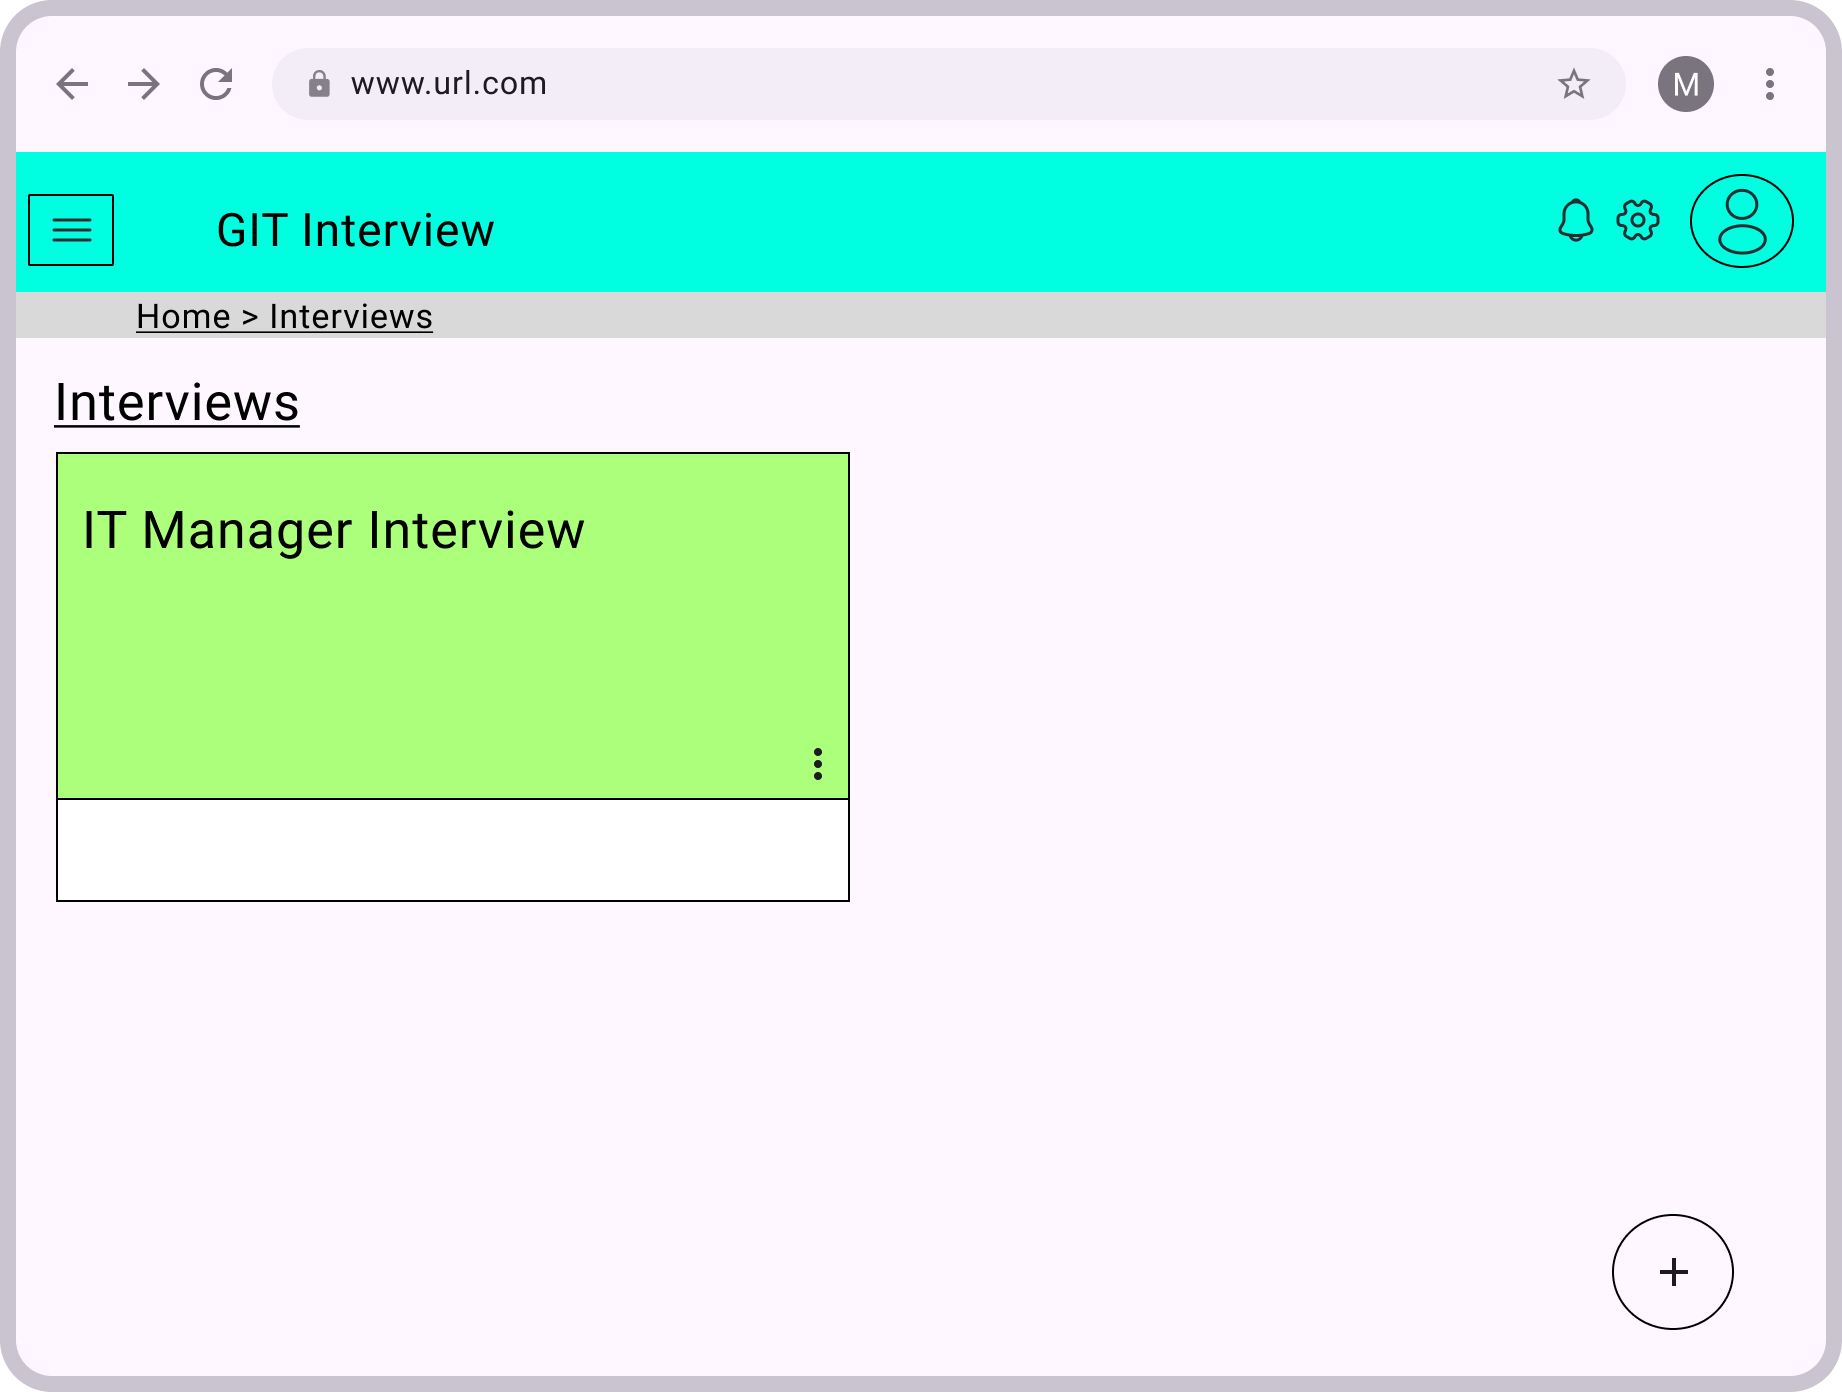 www.url.com
M
GIT Interview
Home > Interviews
Interviews
IT Manager Interview